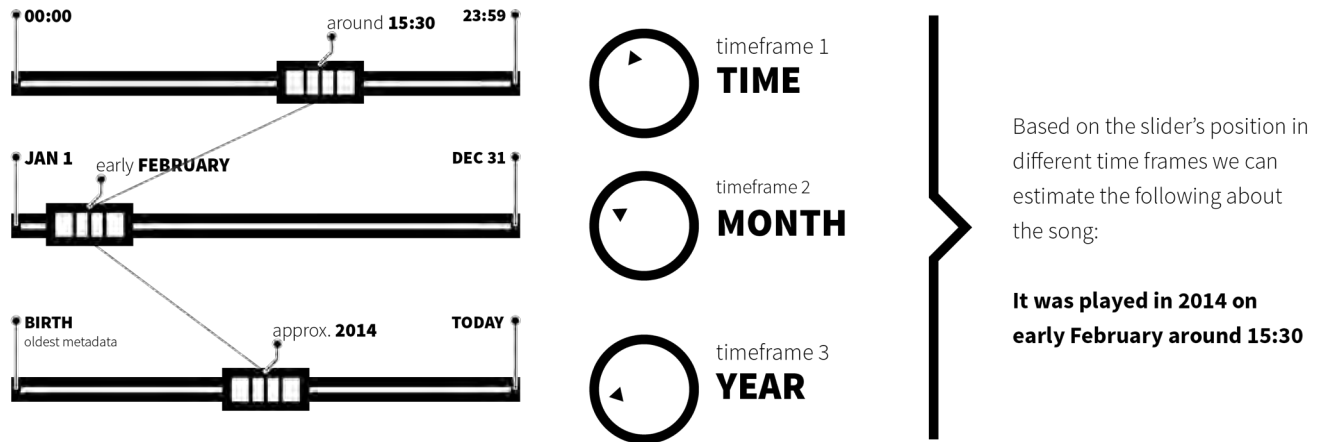 00:00
around 15:30
23:59
timeframe 1
TIME
JAN 1
early FEBRUARY
DEC 31
timeframe 2
MONTH
BIRTH
oldest metadata
approx. 2014
TODAY
timeframe 3
YEAR
Based on the slider’s position in
different time frames we can
estimate the following about
the song:
It was played in 2014 on
early February around 15:30